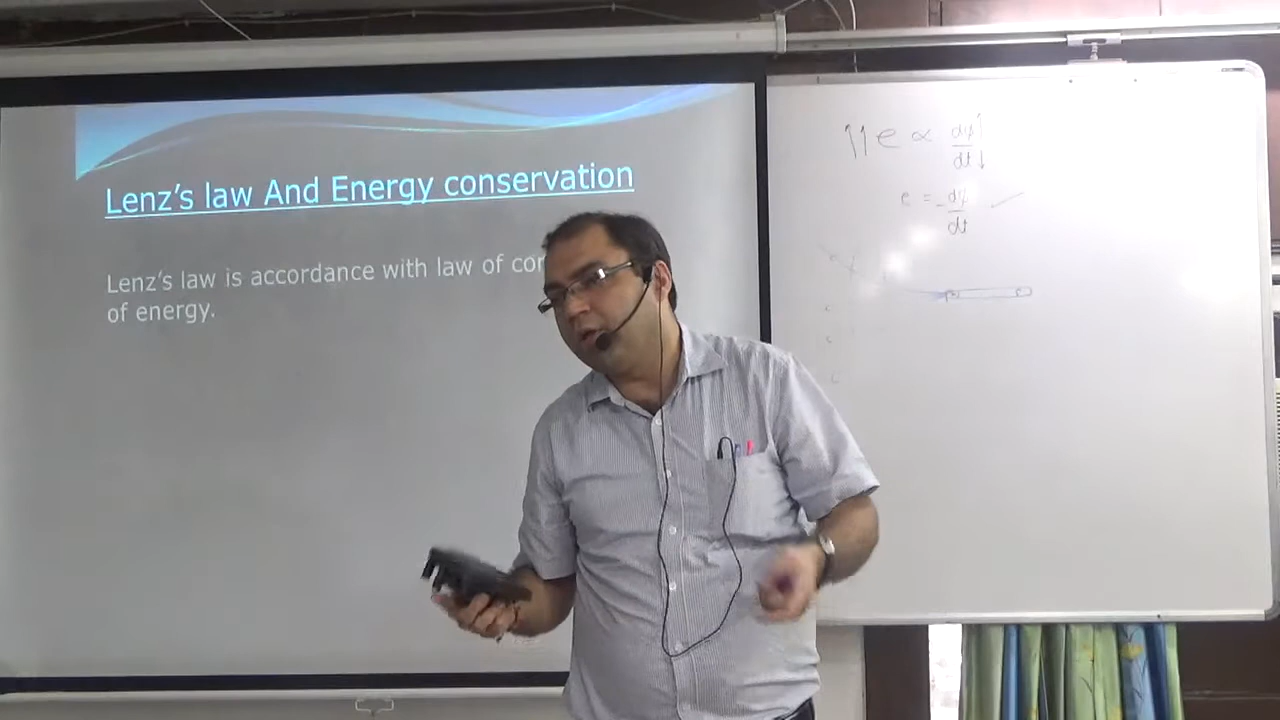 Lenz's law And Energy conservation
Lenz's law is accordance with law of con
of energy.
↑↑ e ∝ dφ↑
dt↓
e = - dφ
dt